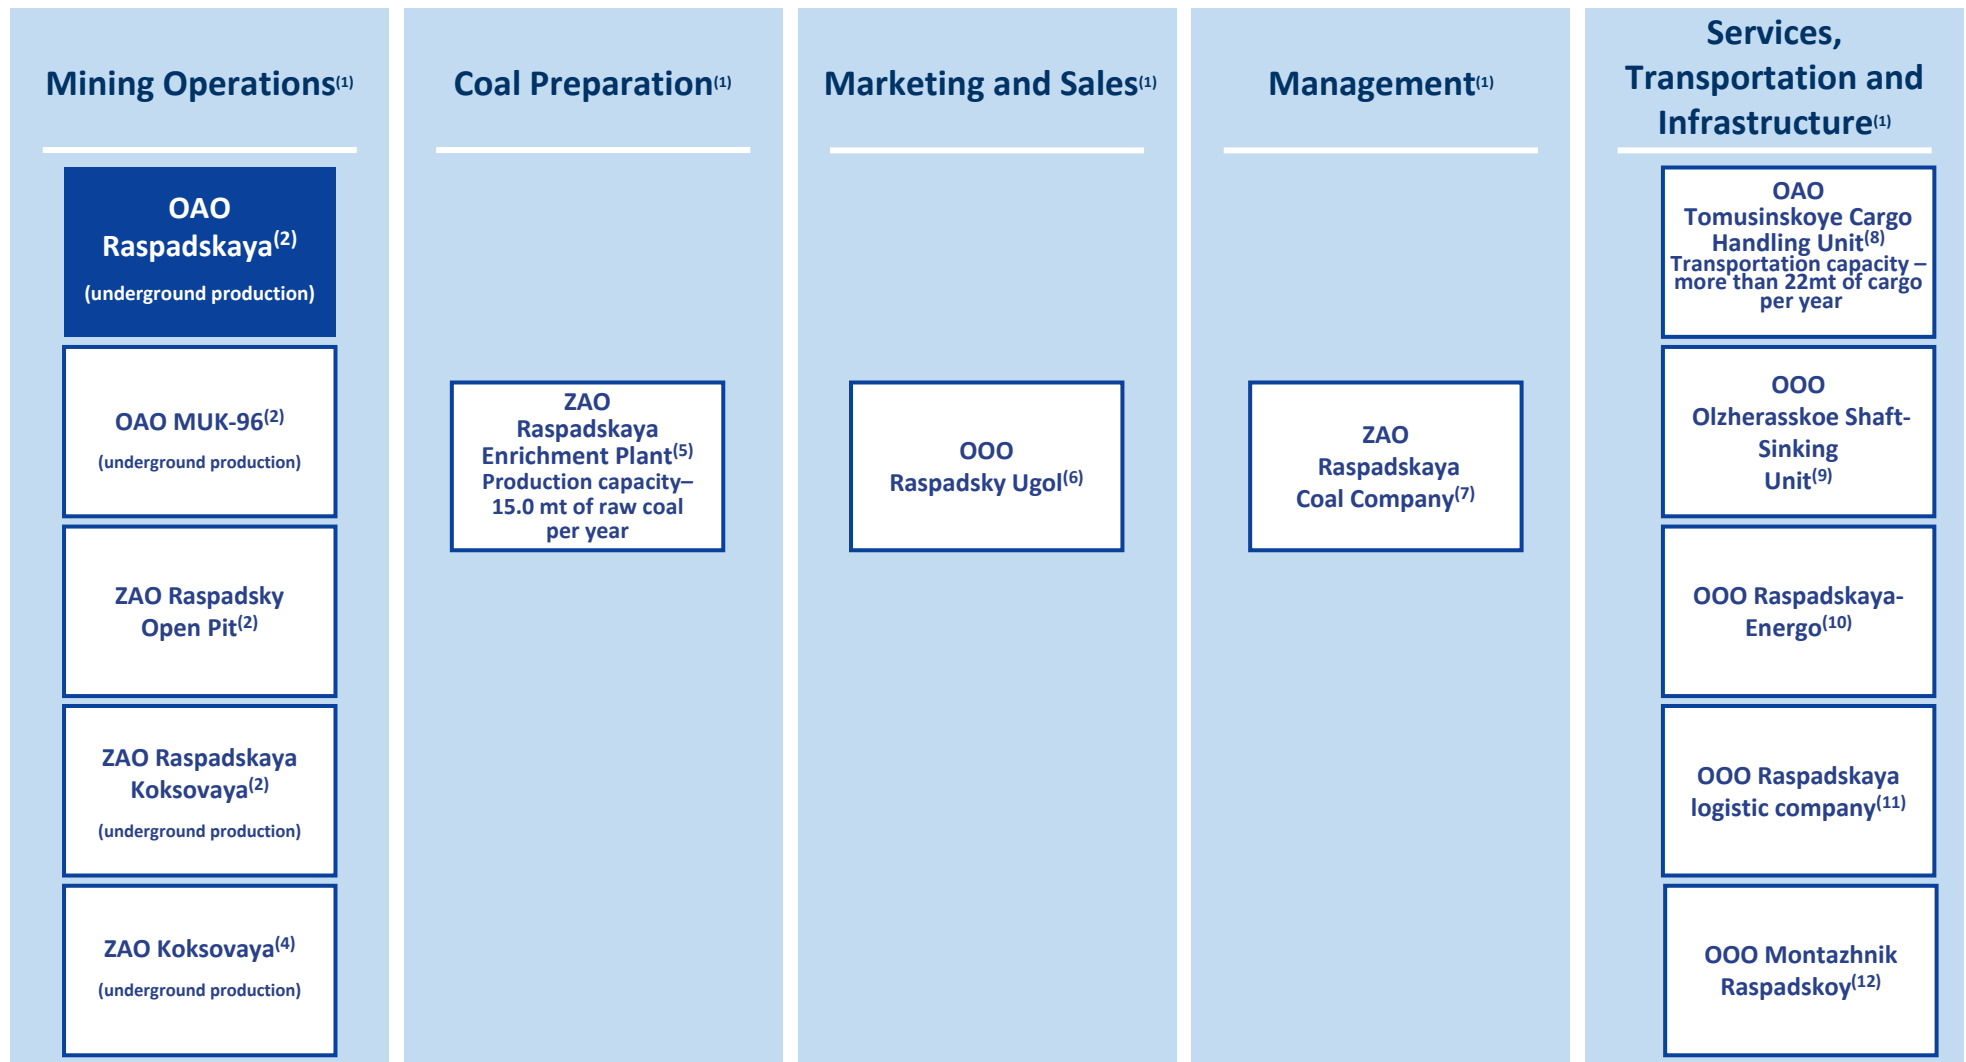 Mining Operations(1)
OAO
Raspadskaya(2)
(underground production)
OAO MUK-96(2)
(underground production)
ZAO Raspadsky
Open Pit(2)
ZAO Raspadskaya
Koksovaya(2)
(underground production)
ZAO Koksovaya(4)
(underground production)
Coal Preparation(1)
ZAO
Raspadskaya
Enrichment Plant(5)
Production capacity–
15.0 mt of raw coal
per year
Marketing and Sales(1)
OOO
Raspadsky Ugol(6)
Management(1)
ZAO
Raspadskaya
Coal Company(7)
Services,
Transportation and
Infrastructure(1)
OAO
Tomusinskoye Cargo
Handling Unit(8)
Transportation capacity –
more than 22mt of cargo
per year
OOO
Olzherasskoe Shaft-
Sinking
Unit(9)
OOO Raspadskaya-
Energo(10)
OOO Raspadskaya
logistic company(11)
OOO Montazhnik
Raspadskoy(12)